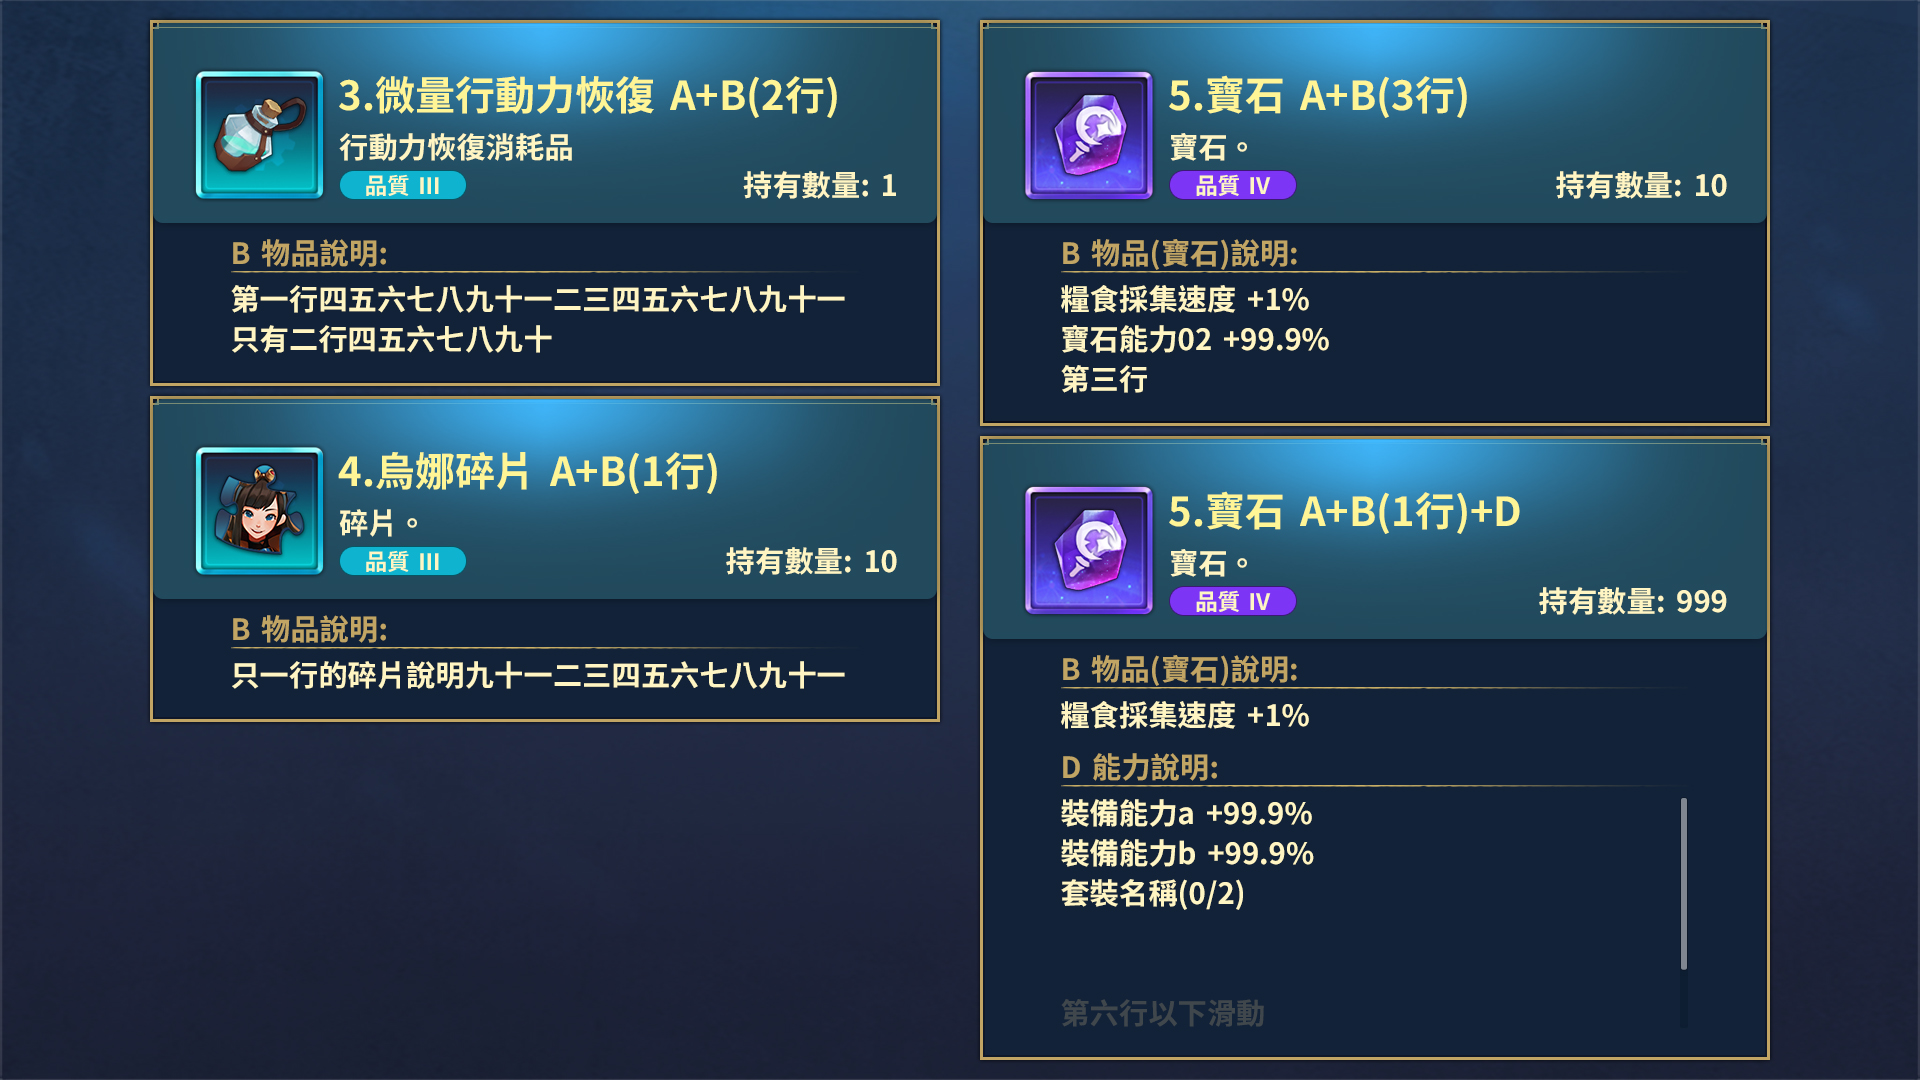 3.微量行動力恢復 A+B(2行)
行動力恢復消耗品
品質 III
持有數量: 1
B 物品說明:
第一行四五六七八九十一二三四五六七八九十一
只有二行四五六七八九十
4.烏娜碎片 A+B(1行)
碎片。
品質 III
持有數量: 10
B 物品說明:
只一行的碎片說明九十一二三四五六七八九十一
5.寶石 A+B(3行)
寶石。
品質 IV
持有數量: 10
B 物品(寶石)說明:
糧食採集速度 +1%
寶石能力02 +99.9%
第三行
5.寶石 A+B(1行)+D
寶石。
品質 IV
持有數量: 999
B 物品(寶石)說明:
糧食採集速度 +1%
D 能力說明:
裝備能力a +99.9%
裝備能力b +99.9%
套裝名稱(0/2)
第六行以下滑動